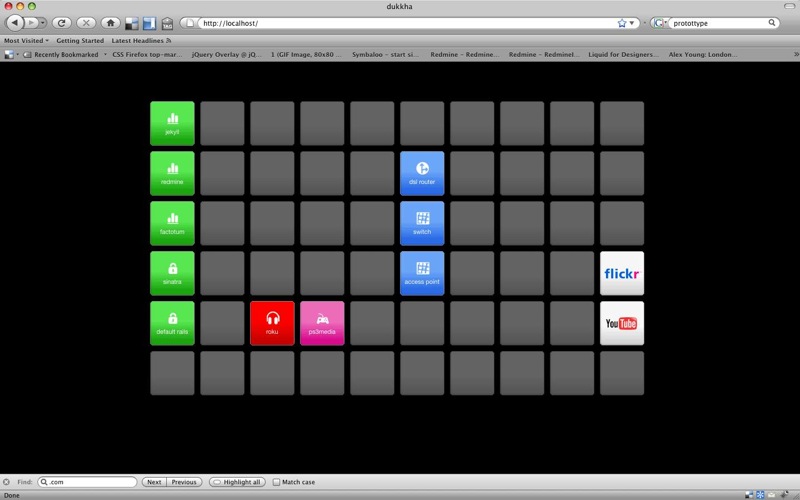 dukkha
http://localhost/
protottype
Most Visited Getting Started Latest Headlines
Recently Bookmarked CSS Firefox top-mar... jQuery Overlay @ jQ... 1 (GIF Image, 80x80 ... Symbaloo - start si... Redmine - Redmine... Redmine - Redminel... Liquid for Designers... Alex Young: London...
jekyll
redmine
dsl router
factotum
switch
sinatra
access point
flickr
default rails
roku
ps3media
YouTube
Find: .com Next Previous Highlight all Match case
Done